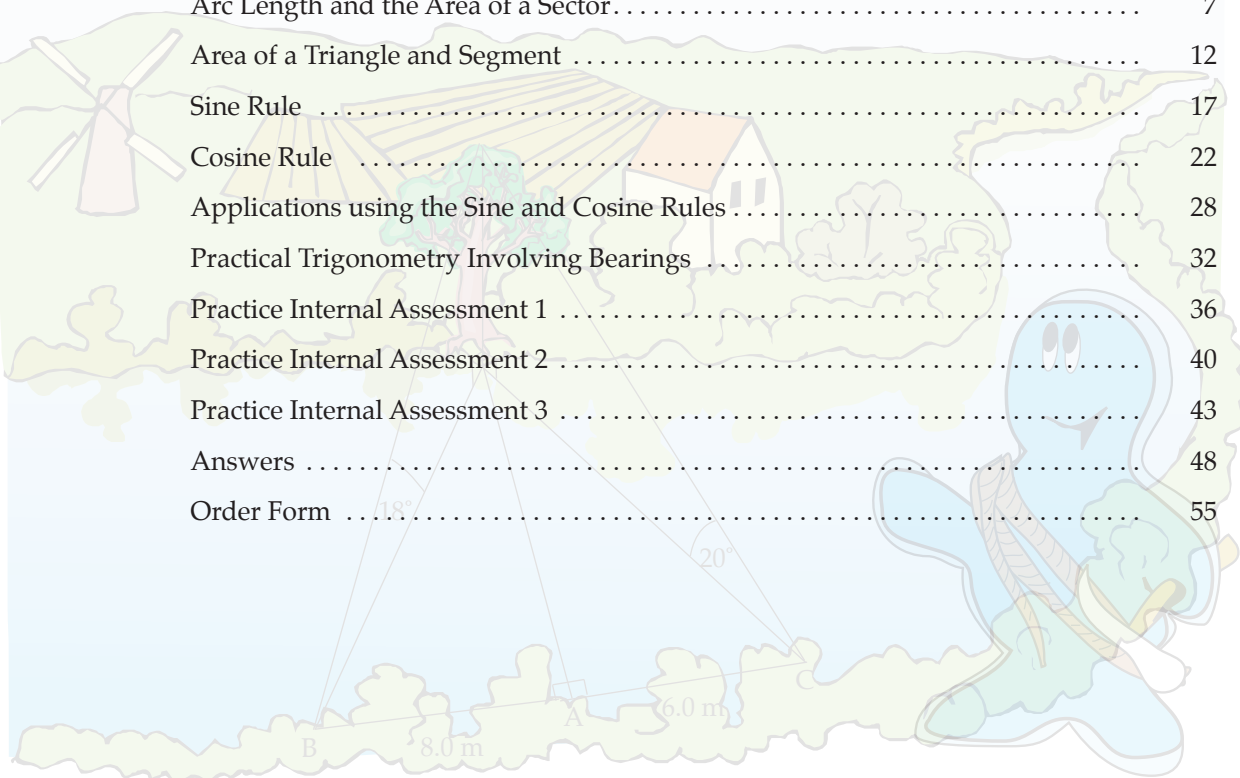 Arc Length and the Area of a Sector. . . . . . . . . . . . . . . . . . . . . . . . . . . . . . . . . . . . . . . . 7
Area of a Triangle and Segment . . . . . . . . . . . . . . . . . . . . . . . . . . . . . . . . . . . . . . . . . . . 12
Sine Rule . . . . . . . . . . . . . . . . . . . . . . . . . . . . . . . . . . . . . . . . . . . . . . . . . . . . . . . . . . . . . . 17
Cosine Rule . . . . . . . . . . . . . . . . . . . . . . . . . . . . . . . . . . . . . . . . . . . . . . . . . . . . . . . . . . . 22
Applications using the Sine and Cosine Rules . . . . . . . . . . . . . . . . . . . . . . . . . . . . . . . 28
Practical Trigonometry Involving Bearings . . . . . . . . . . . . . . . . . . . . . . . . . . . . . . . . . 32
Practice Internal Assessment 1 . . . . . . . . . . . . . . . . . . . . . . . . . . . . . . . . . . . . . . . . . . . . 36
Practice Internal Assessment 2 . . . . . . . . . . . . . . . . . . . . . . . . . . . . . . . . . . . . . . . . . . . . 40
Practice Internal Assessment 3 . . . . . . . . . . . . . . . . . . . . . . . . . . . . . . . . . . . . . . . . . . . . 43
Answers . . . . . . . . . . . . . . . . . . . . . . . . . . . . . . . . . . . . . . . . . . . . . . . . . . . . . . . . . . . . . . . 48
Order Form . . . . . . . . . . . . . . . . . . . . . . . . . . . . . . . . . . . . . . . . . . . . . . . . . . . . . . . . . . . . 55
18°
20°
C
A
6.0 m
B
8.0 m